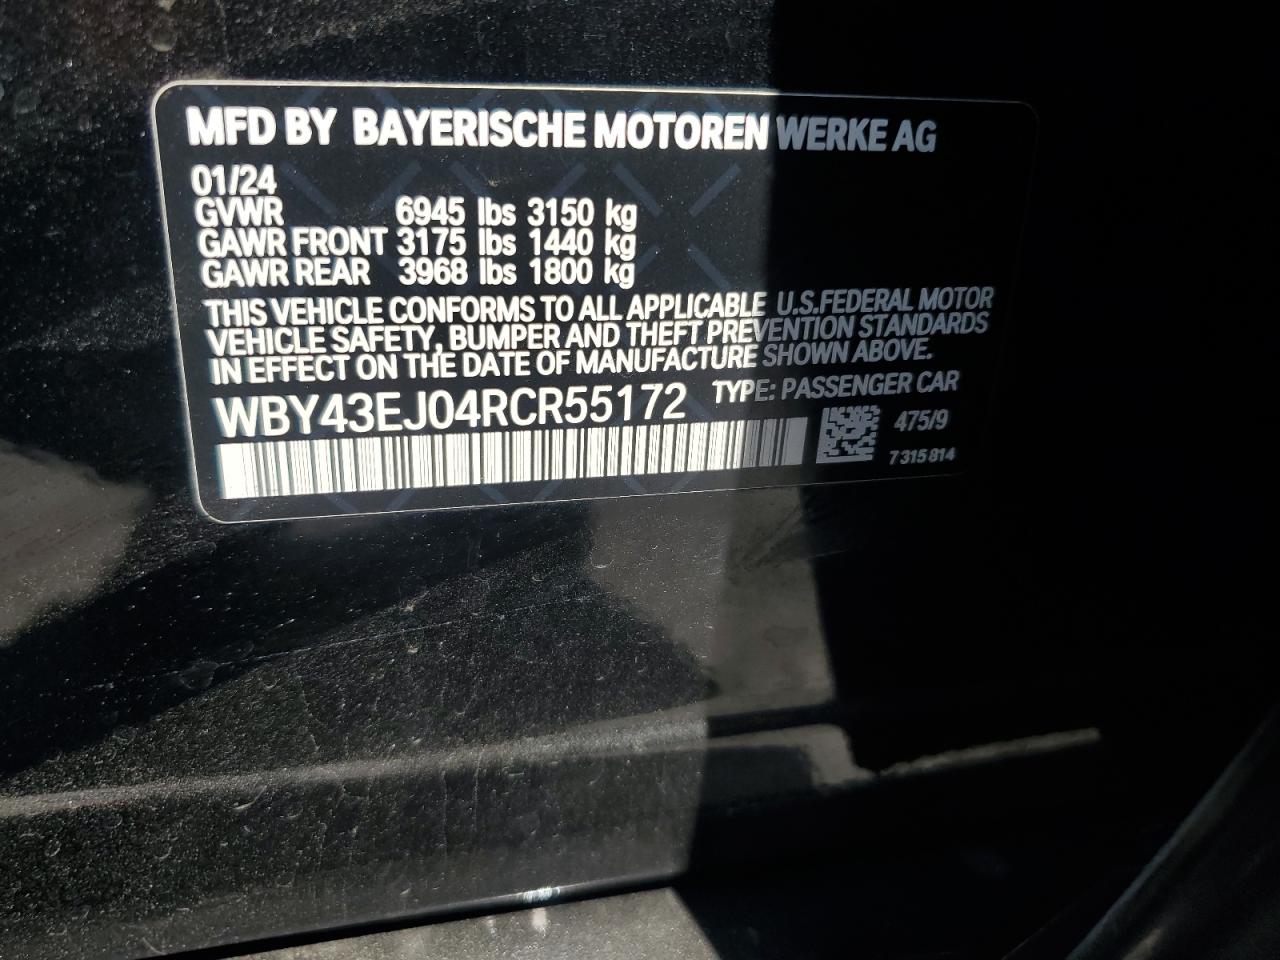 MFD BY BAYERISCHE MOTOREN WERKE AG
01/24
GVWR 6945 lbs 3150 kg
GAWR FRONT 3175 lbs 1440 kg
GAWR REAR 3968 lbs 1800 kg
THIS VEHICLE CONFORMS TO ALL APPLICABLE U.S.FEDERAL MOTOR
VEHICLE SAFETY, BUMPER AND THEFT PREVENTION STANDARDS
IN EFFECT ON THE DATE OF MANUFACTURE SHOWN ABOVE.
WBY43EJ04RCR55172 TYPE: PASSENGER CAR
475/9
7 315 814